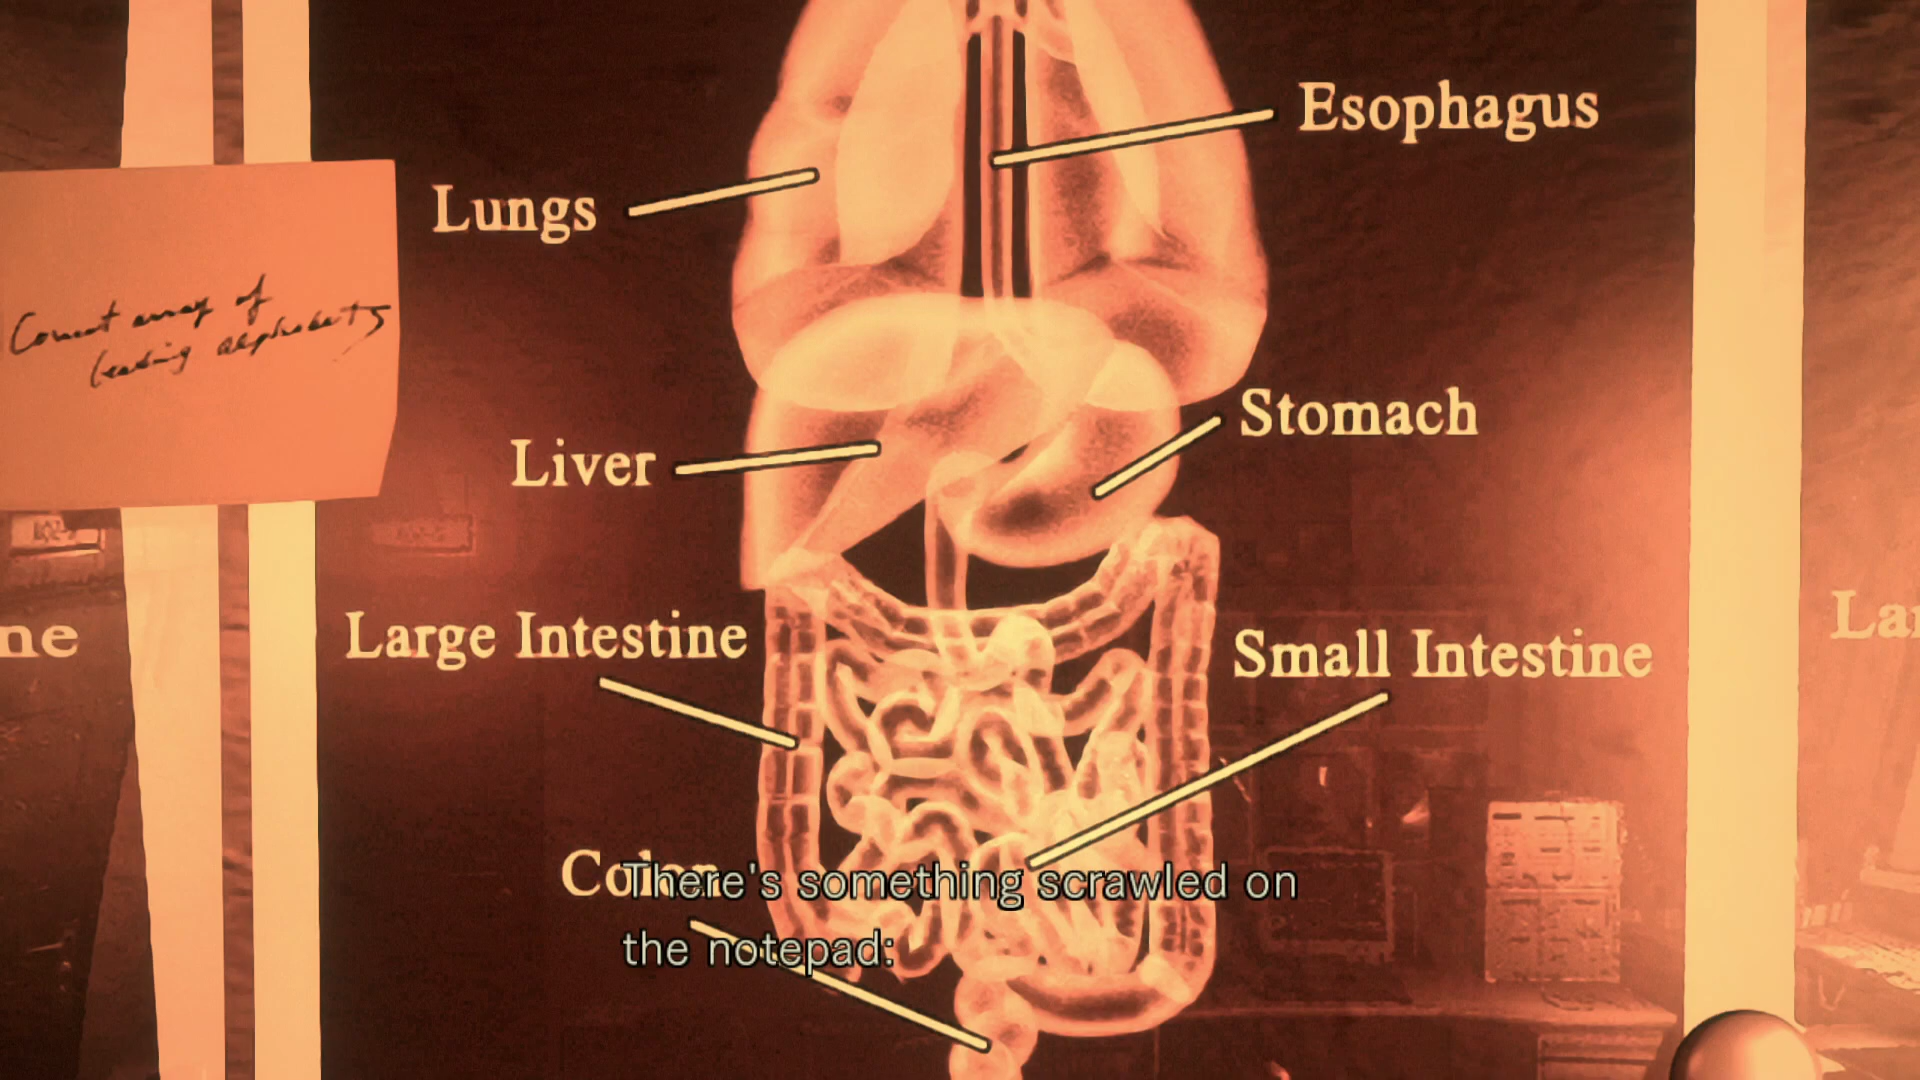 Esophagus
Lungs
Correct array of
leading alphabets
Stomach
Liver
ne
Large Intestine
Small Intestine
La
Colon
There's something scrawled on
the notepad: